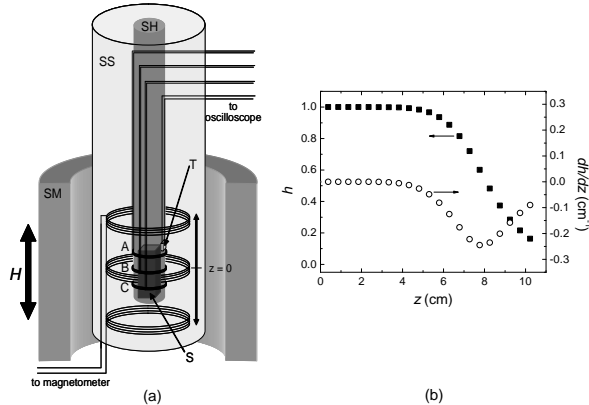 SH
SS
to
oscilloscope
SM
T
A
B
z = 0
C
H
S
to magnetometer
(a)
1.0
0.8
0.6
0.4
0.2
0.0
h
0.3
0.2
0.1
0.0
-0.1
-0.2
dh/dz (cm⁻¹)
0 2 4 6 8 10
z (cm)
(b)